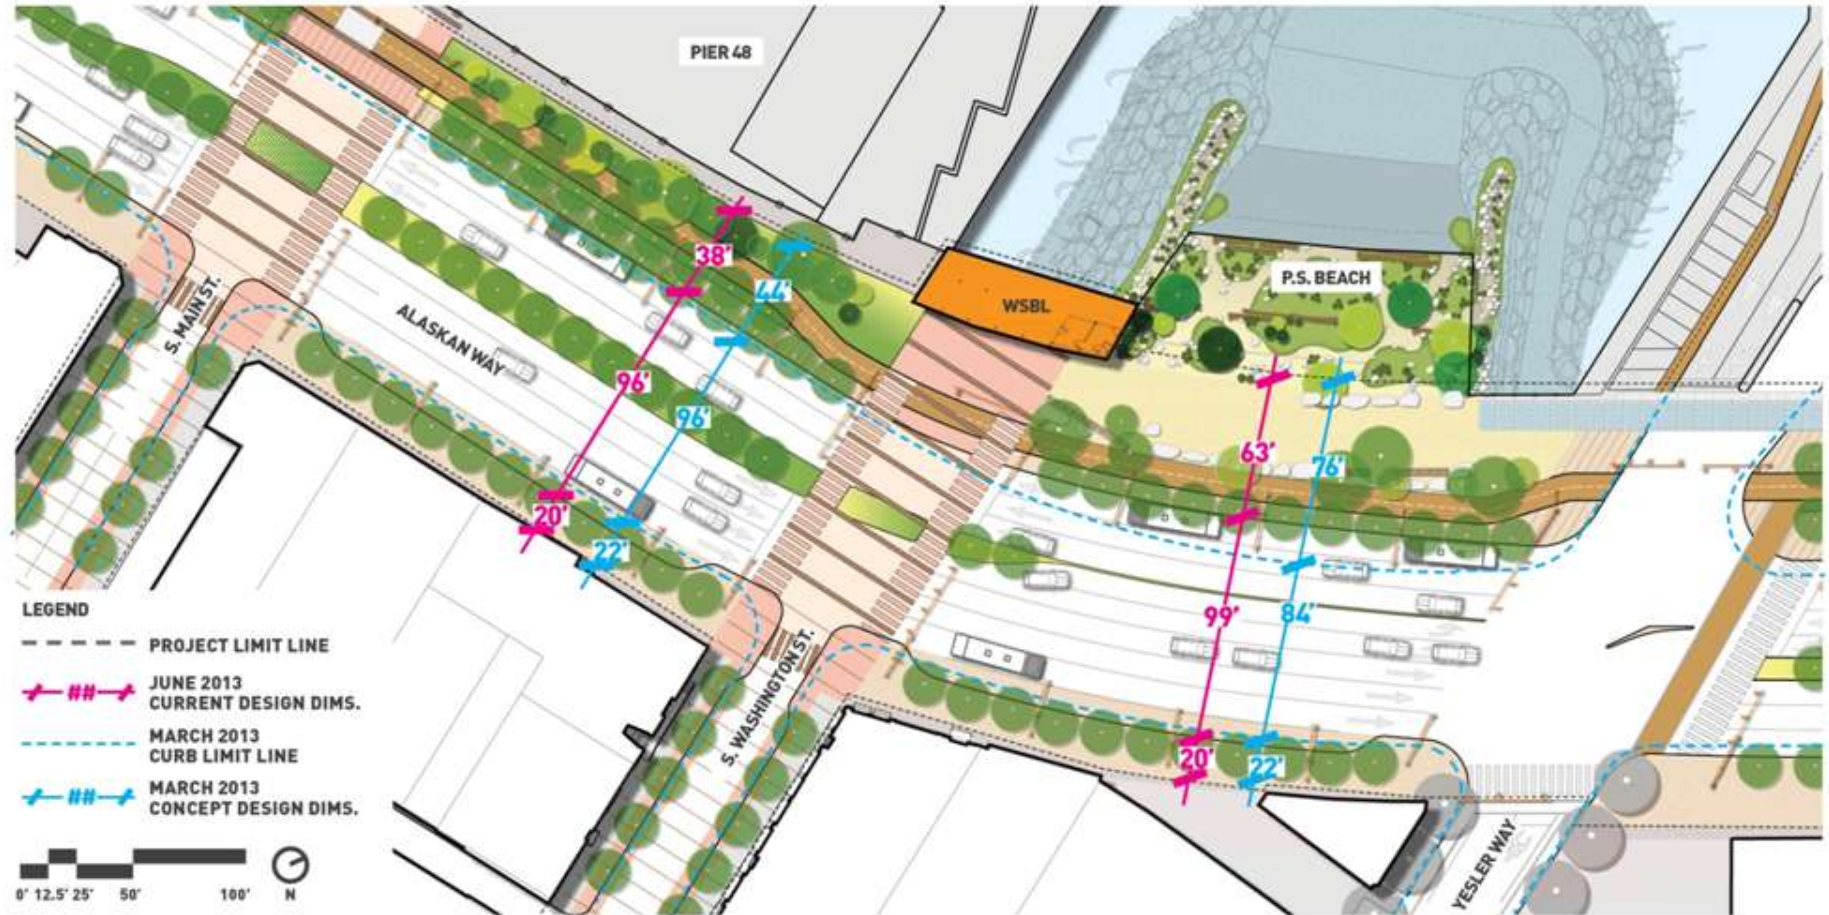 PIER 48
WSBL
P.S. BEACH
38'
44'
96'
96'
20'
22'
63'
76'
99'
84'
20'
22'
S. MAIN ST.
ALASKAN WAY
S. WASHINGTON ST.
YESLER WAY
LEGEND
PROJECT LIMIT LINE
##
JUNE 2013
CURRENT DESIGN DIMS.
MARCH 2013
CURB LIMIT LINE
##
MARCH 2013
CONCEPT DESIGN DIMS.
0' 12.5' 25' 50' 100'
N